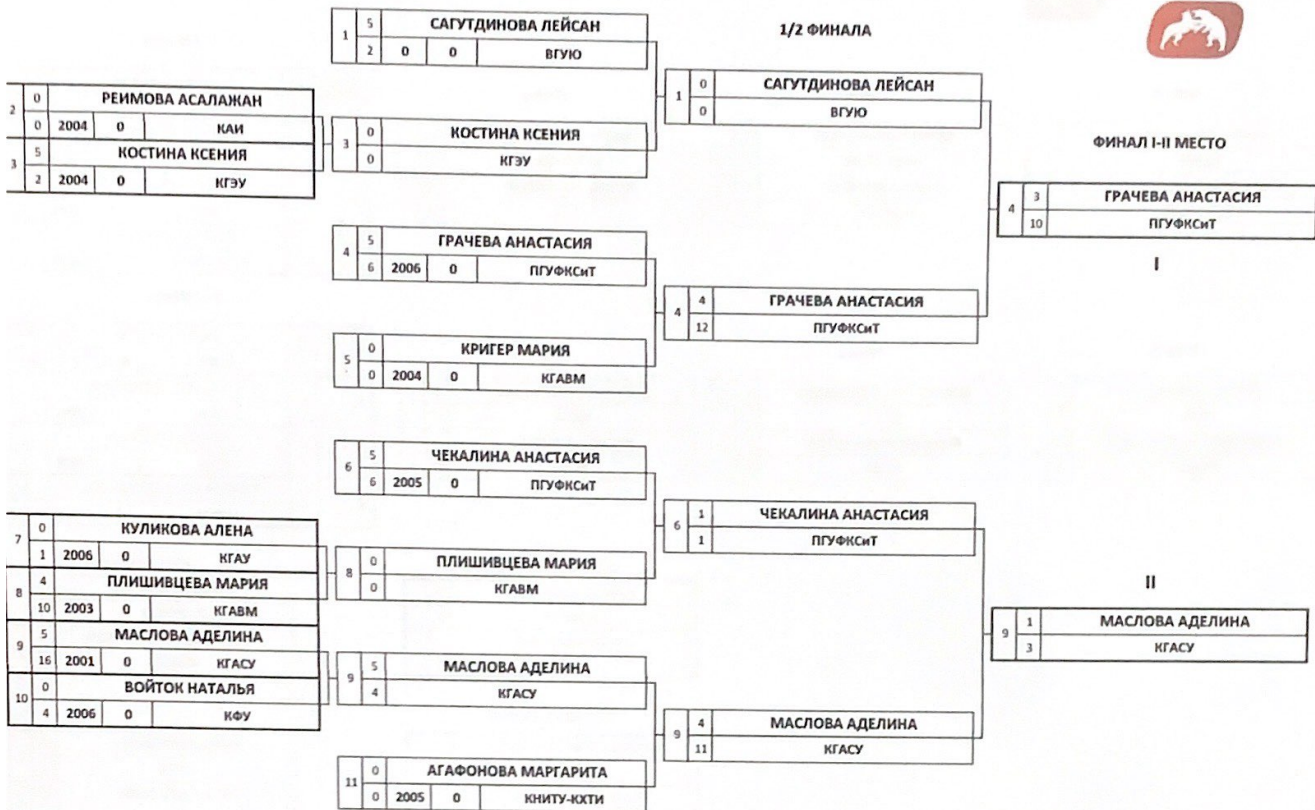 1 5 САГУТДИНОВА ЛЕЙСАН
2 0 0 ВГУЮ
2 0 РЕИМОВА АСАЛАЖАН
0 2004 0 КАИ
3 5 КОСТИНА КСЕНИЯ
2 2004 0 КГЭУ
3 0 КОСТИНА КСЕНИЯ
0 КГЭУ
4 5 ГРАЧЕВА АНАСТАСИЯ
6 2006 0 ПГУФКСиТ
5 0 КРИГЕР МАРИЯ
0 2004 0 КГАВМ
6 5 ЧЕКАЛИНА АНАСТАСИЯ
6 2005 0 ПГУФКСиТ
7 0 КУЛИКОВА АЛЕНА
1 2006 0 КГАУ
8 4 ПЛИШИВЦЕВА МАРИЯ
10 2003 0 КГАВМ
9 5 МАСЛОВА АДЕЛИНА
16 2001 0 КГАСУ
10 0 ВОЙТОК НАТАЛЬЯ
4 2006 0 КФУ
8 0 ПЛИШИВЦЕВА МАРИЯ
0 КГАВМ
9 5 МАСЛОВА АДЕЛИНА
4 КГАСУ
11 0 АГАФОНОВА МАРГАРИТА
0 2005 0 КНИТУ-КХТИ
1/2 ФИНАЛА
1 0 САГУТДИНОВА ЛЕЙСАН
0 ВГУЮ
4 4 ГРАЧЕВА АНАСТАСИЯ
12 ПГУФКСиТ
6 1 ЧЕКАЛИНА АНАСТАСИЯ
1 ПГУФКСиТ
9 4 МАСЛОВА АДЕЛИНА
11 КГАСУ
ФИНАЛ I-II МЕСТО
4 3 ГРАЧЕВА АНАСТАСИЯ
10 ПГУФКСиТ
I
II
9 1 МАСЛОВА АДЕЛИНА
3 КГАСУ